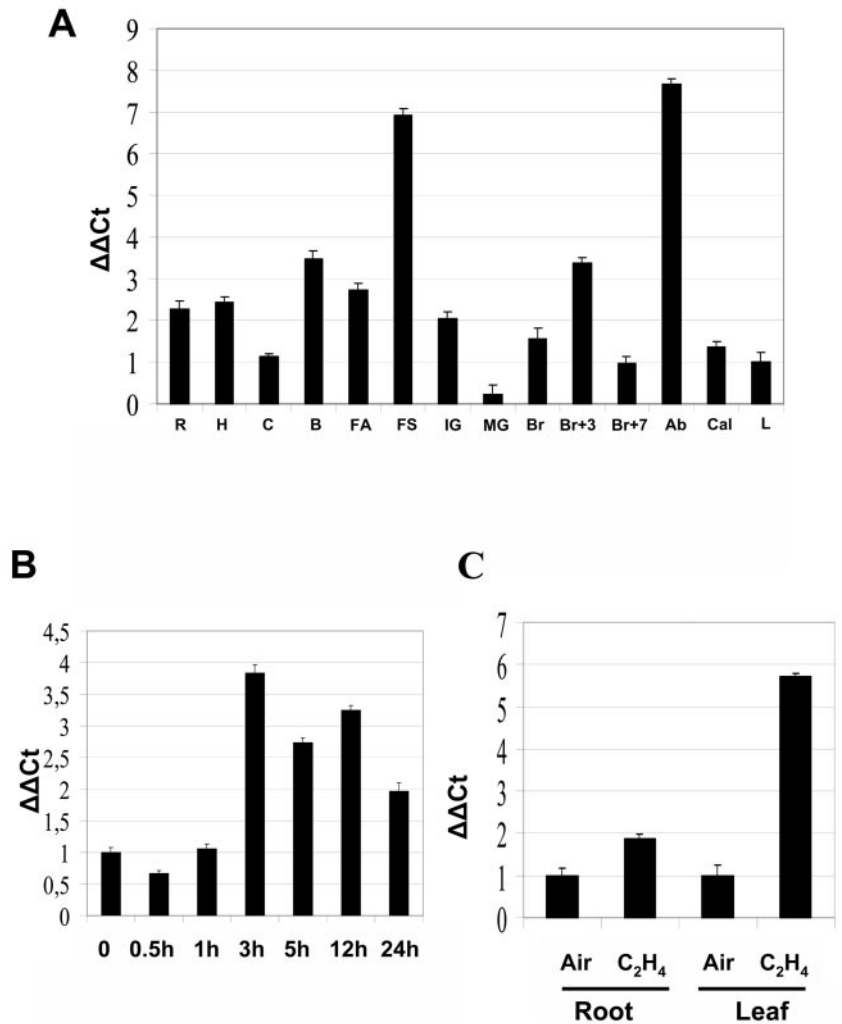 A
9
8
7
6
5
4
3
2
1
0
ΔΔCt
R H C B FA FS IG MG Br Br+3 Br+7 Ab Cal L
B
4,5
4
3,5
3
2,5
2
1,5
1
0,5
0
ΔΔCt
0 0.5h 1h 3h 5h 12h 24h
C
7
6
5
4
3
2
1
0
ΔΔCt
Air C₂H₄ Air C₂H₄
Root Leaf